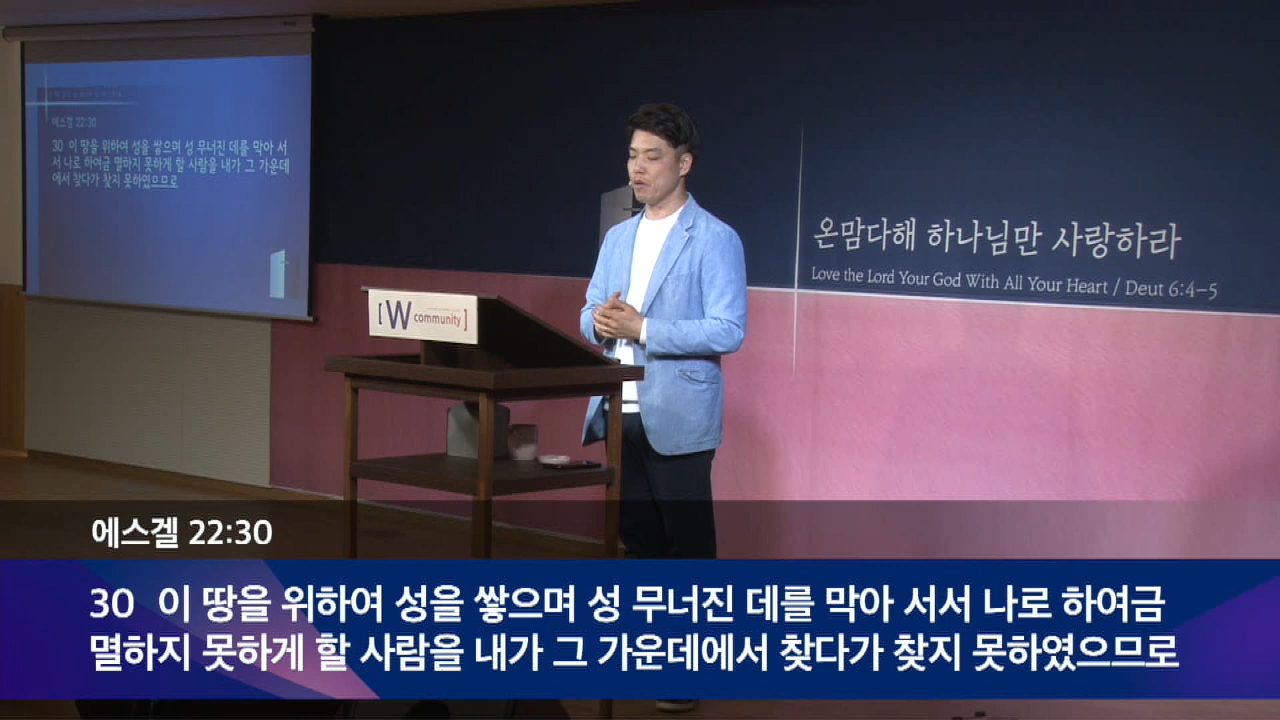 에스겔 22:30
30 이 땅을 위하여 성을 쌓으며 성 무너진 데를 막아 서
서 나로 하여금 멸하지 못하게 할 사람을 내가 그 가운데
에서 찾다가 찾지 못하였으므로
온맘다해 하나님만 사랑하라
Love the Lord Your God With All Your Heart / Deut 6:4-5
[W community]
에스겔 22:30
30 이 땅을 위하여 성을 쌓으며 성 무너진 데를 막아 서서 나로 하여금
멸하지 못하게 할 사람을 내가 그 가운데에서 찾다가 찾지 못하였으므로